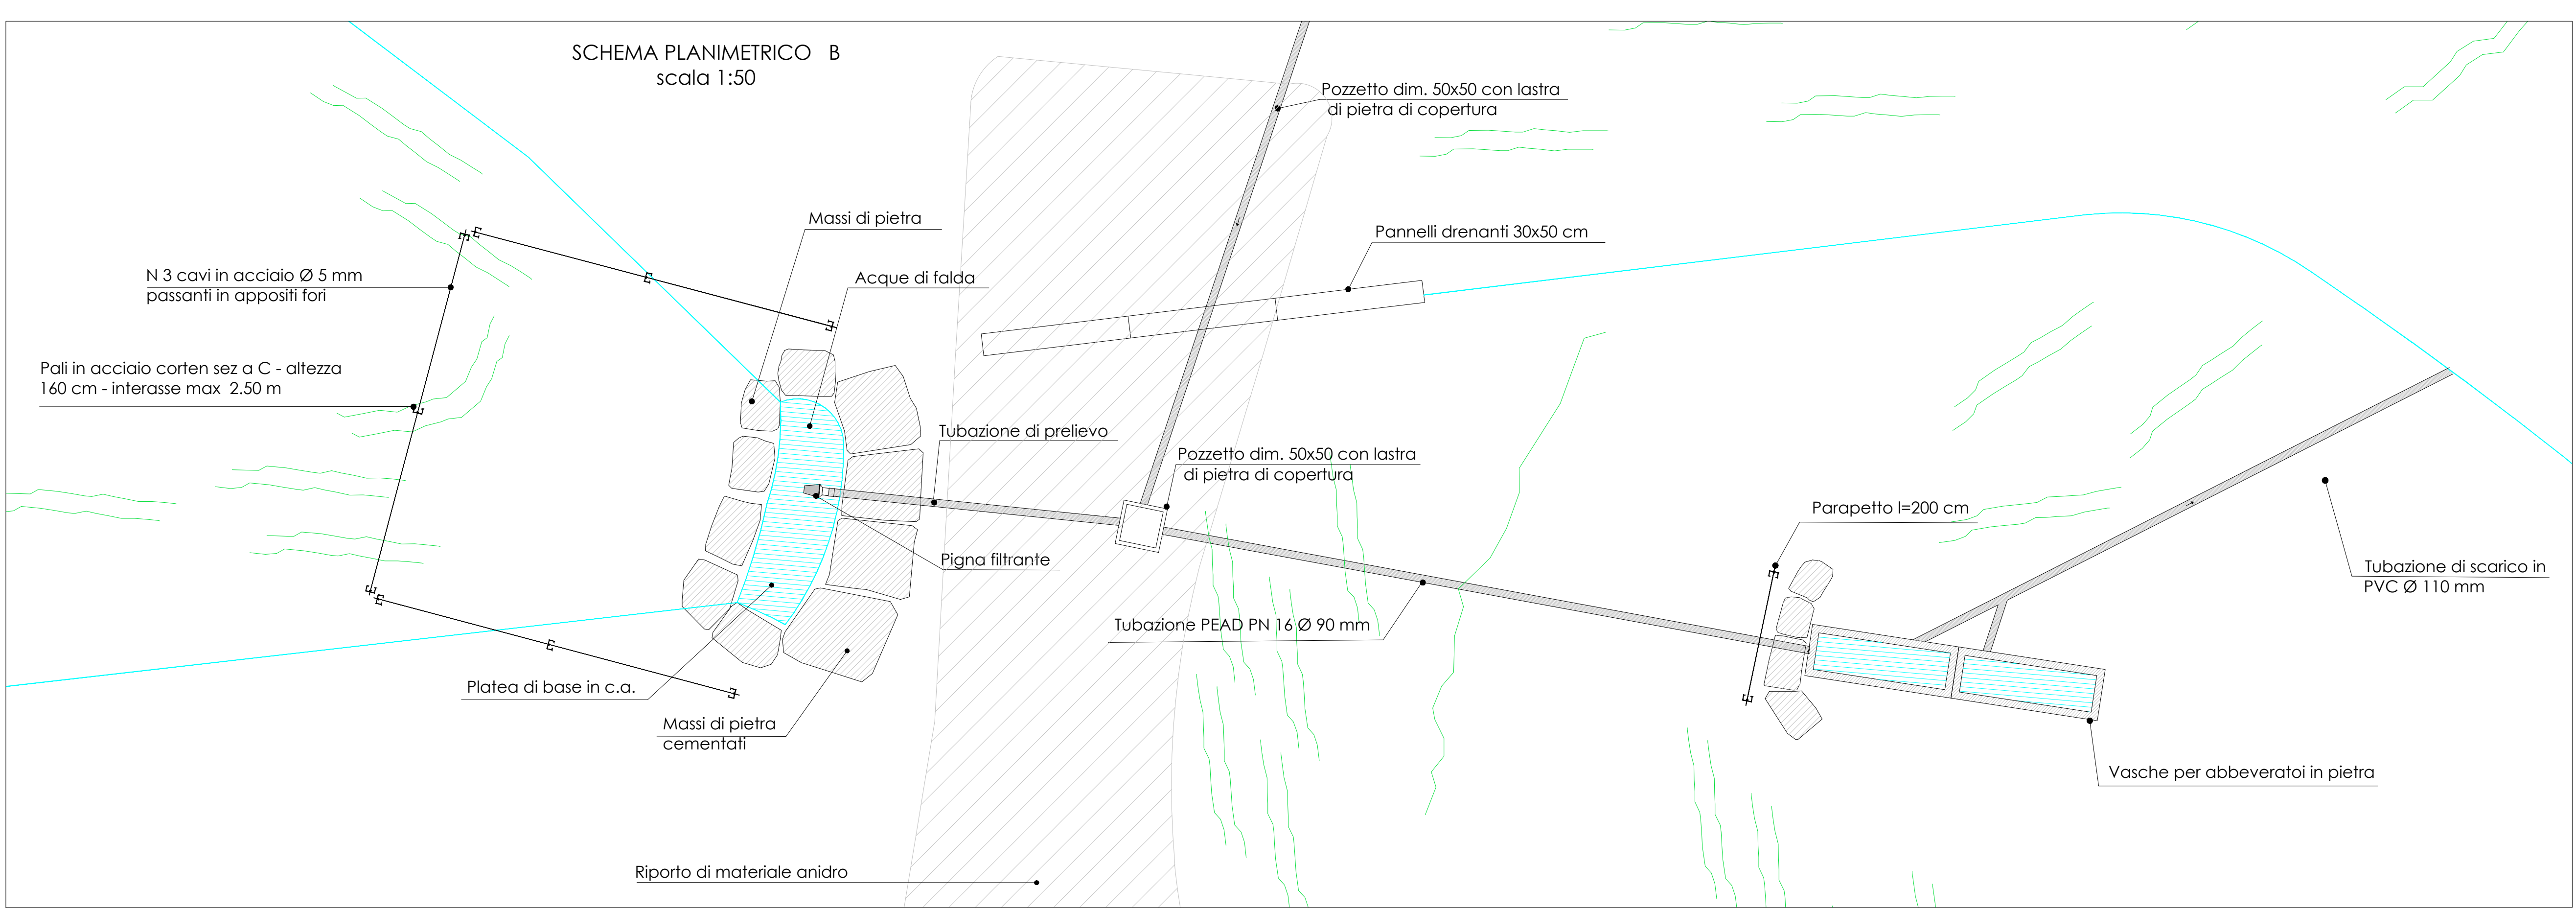 SCHEMA PLANIMETRICO B
scala 1:50
Pozzetto dim. 50x50 con lastra
di pietra di copertura
Massi di pietra
Pannelli drenanti 30x50 cm
N 3 cavi in acciaio Ø 5 mm
passanti in appositi fori
Acque di falda
Pali in acciaio corten sez a C - altezza
160 cm - interasse max 2.50 m
Tubazione di prelievo
Pozzetto dim. 50x50 con lastra
di pietra di copertura
Parapetto l=200 cm
Pigna filtrante
Tubazione di scarico in
PVC Ø 110 mm
Tubazione PEAD PN 16 Ø 90 mm
Platea di base in c.a.
Massi di pietra
cementati
Vasche per abbeveratoi in pietra
Riporto di materiale anidro